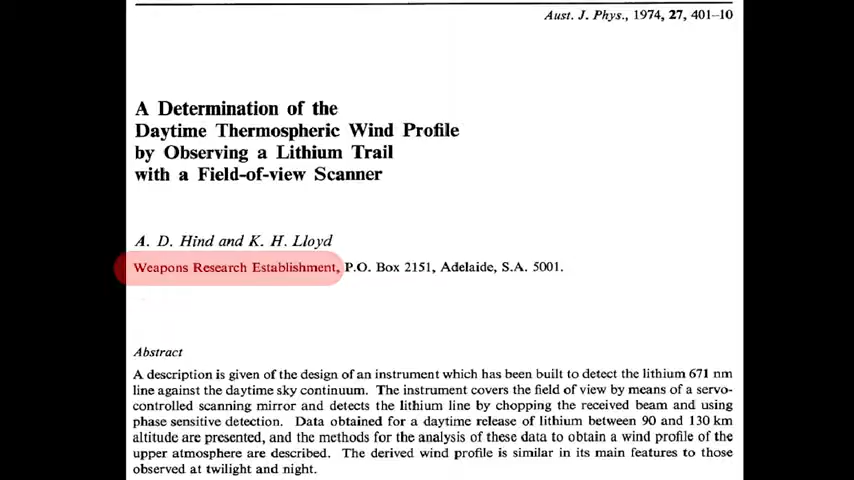 Aust. J. Phys., 1974, 27, 401–10
A Determination of the
Daytime Thermospheric Wind Profile
by Observing a Lithium Trail
with a Field-of-view Scanner
A. D. Hind and K. H. Lloyd
Weapons Research Establishment, P.O. Box 2151, Adelaide, S.A. 5001.
Abstract
A description is given of the design of an instrument which has been built to detect the lithium 671 nm
line against the daytime sky continuum. The instrument covers the field of view by means of a servo-
controlled scanning mirror and detects the lithium line by chopping the received beam and using
phase sensitive detection. Data obtained for a daytime release of lithium between 90 and 130 km
altitude are presented, and the methods for the analysis of these data to obtain a wind profile of the
upper atmosphere are described. The derived wind profile is similar in its main features to those
observed at twilight and night.